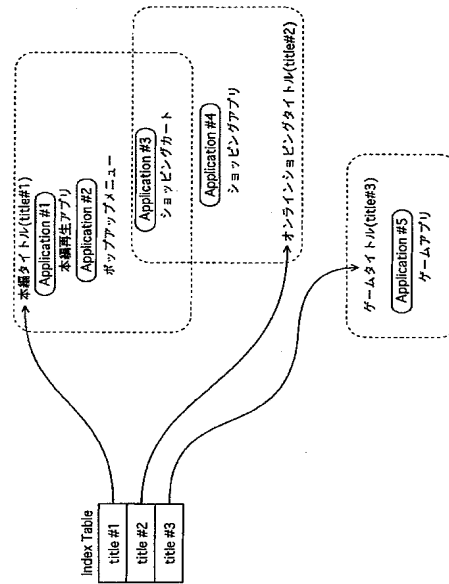 Index Table
title #1
title #2
title #3
本編タイトル(title#1)
Application #1
本編再生アプリ
Application #2
ポップアップメニュー
Application #3
ショッピングカート
Application #4
ショッピングアプリ
オンラインショッピングタイトル(title#2)
ゲームタイトル(title#3)
Application #5
ゲームアプリ